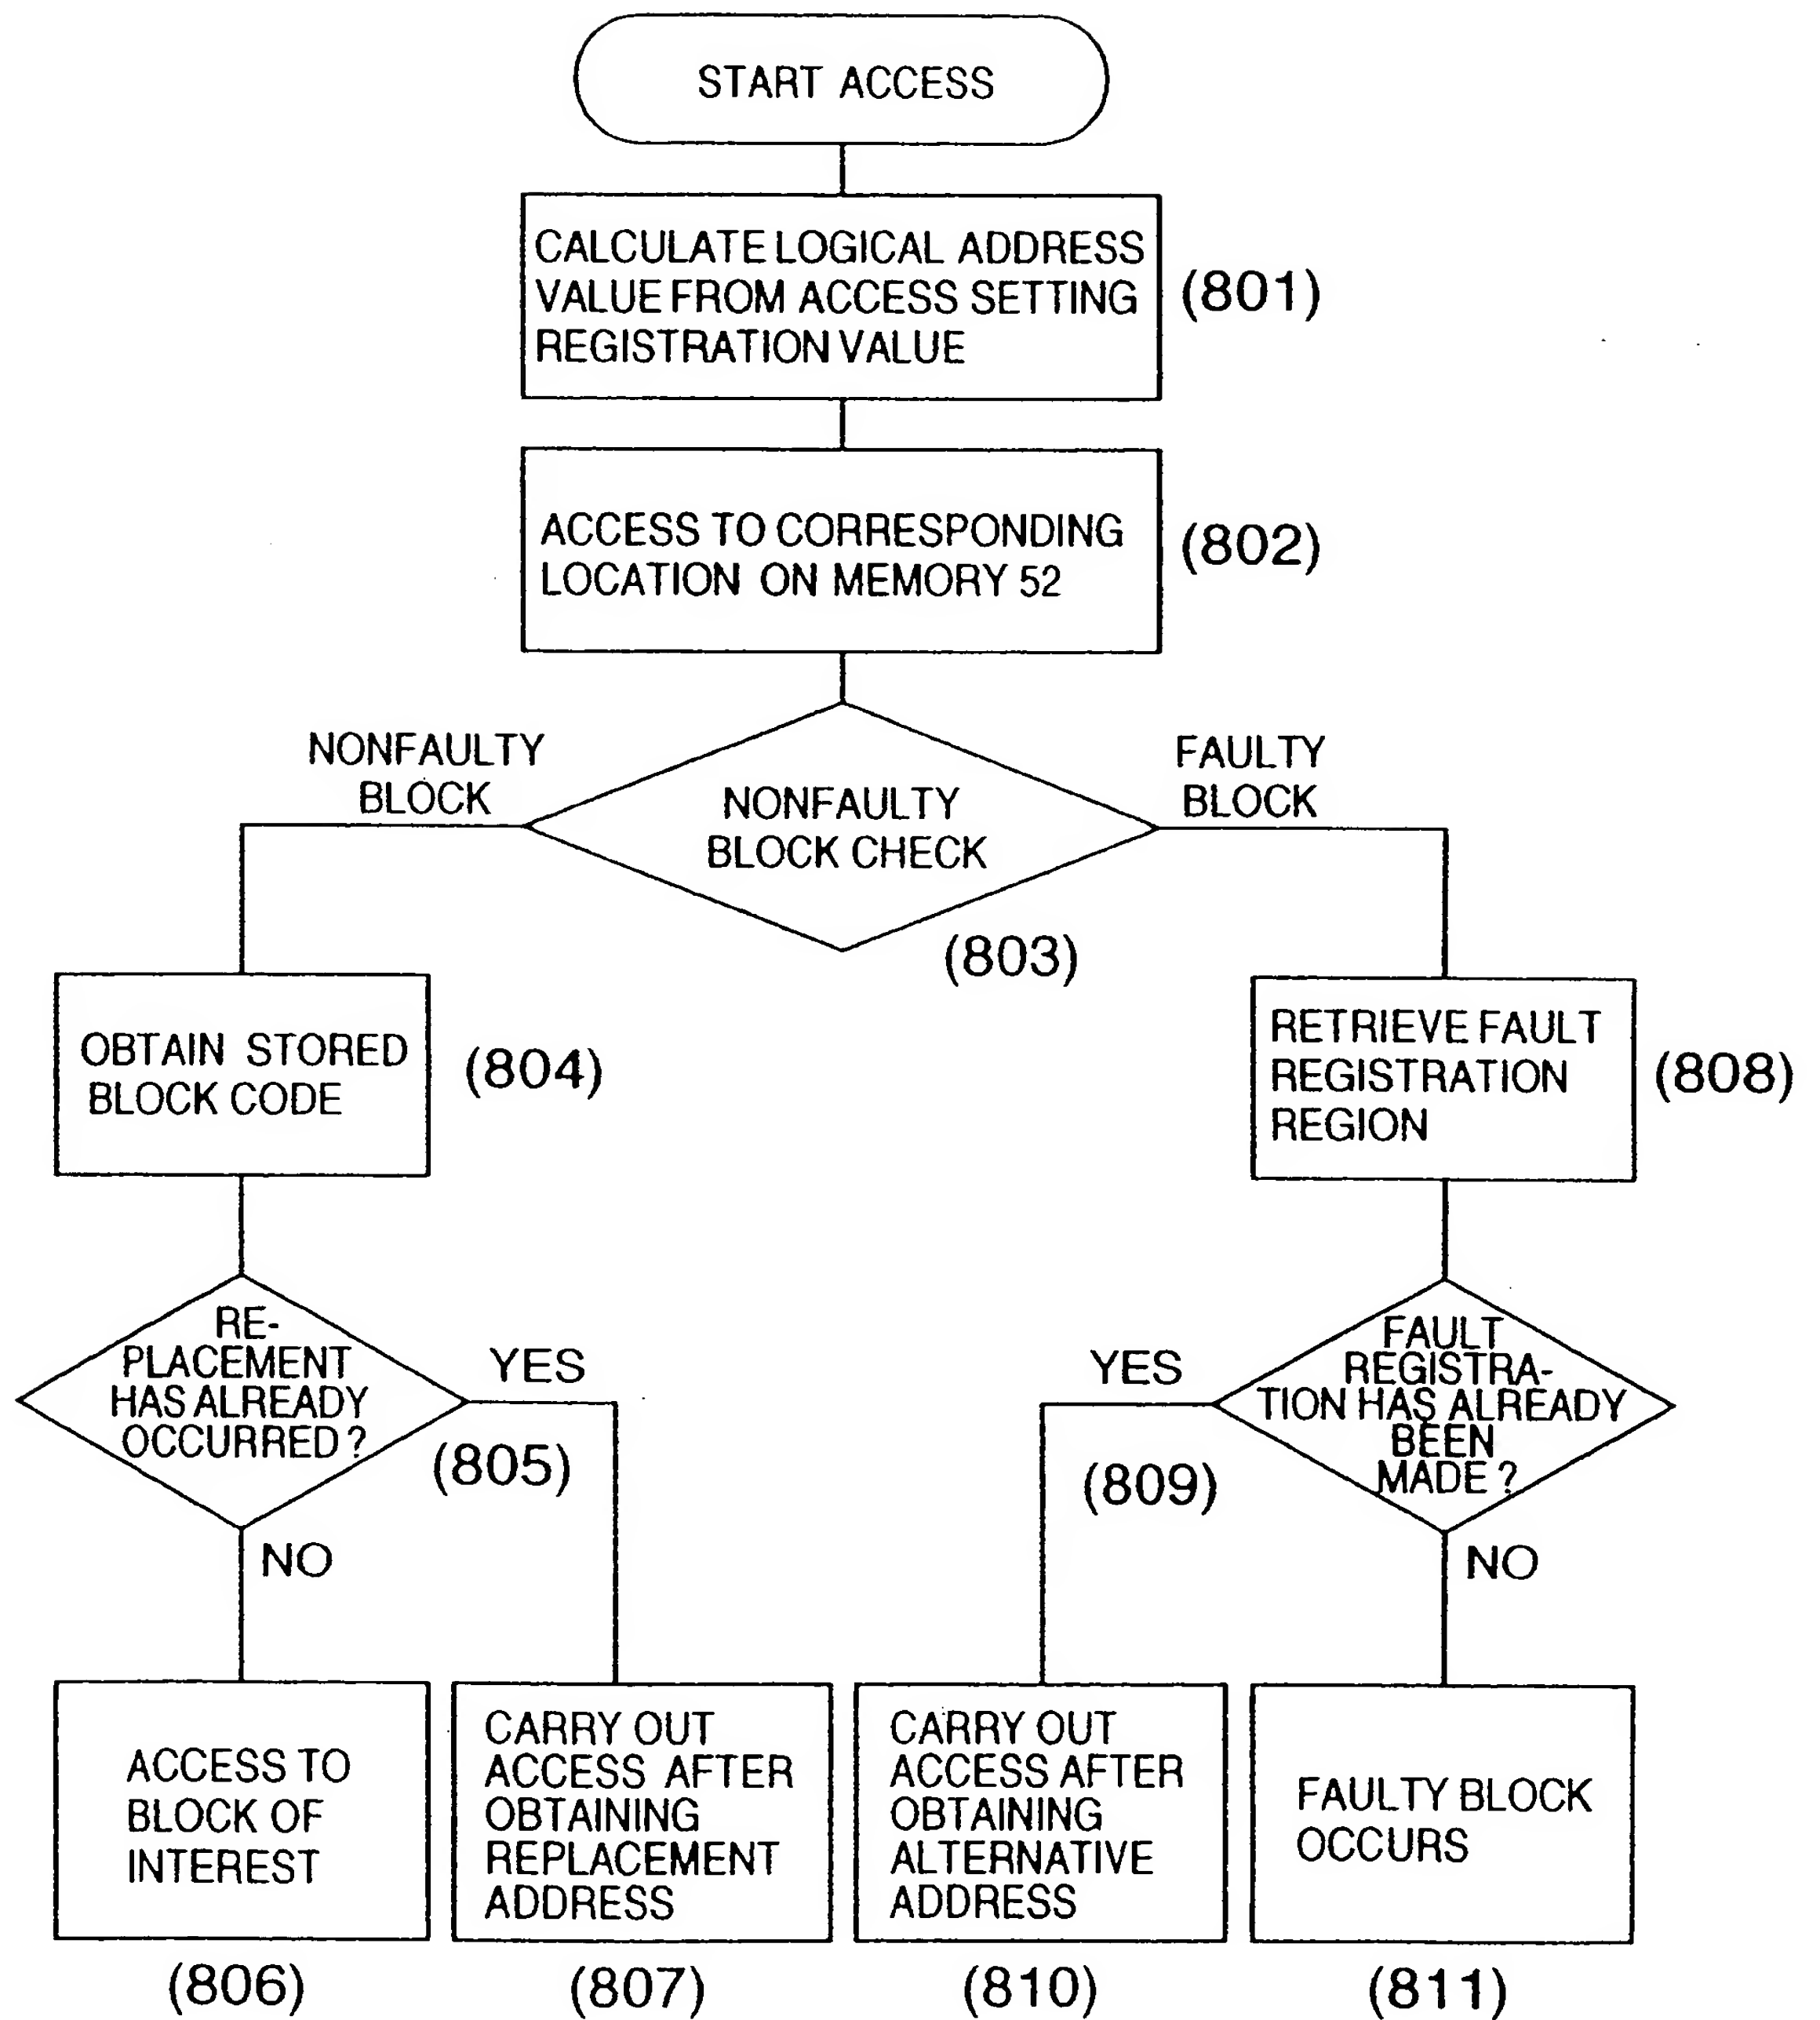 START ACCESS
CALCULATE LOGICAL ADDRESS
VALUE FROM ACCESS SETTING
REGISTRATION VALUE
(801)
ACCESS TO CORRESPONDING
LOCATION ON MEMORY 52
(802)
NONFAULTY
BLOCK
NONFAULTY
BLOCK CHECK
FAULTY
BLOCK
(803)
OBTAIN STORED
BLOCK CODE
(804)
RETRIEVE FAULT
REGISTRATION
REGION
(808)
RE-
PLACEMENT
HAS ALREADY
OCCURRED ?
YES
(805)
NO
YES
(809)
FAULT
REGISTRA-
TION HAS ALREADY
BEEN
MADE ?
NO
ACCESS TO
BLOCK OF
INTEREST
(806)
CARRY OUT
ACCESS AFTER
OBTAINING
REPLACEMENT
ADDRESS
(807)
CARRY OUT
ACCESS AFTER
OBTAINING
ALTERNATIVE
ADDRESS
(810)
FAULTY BLOCK
OCCURS
(811)